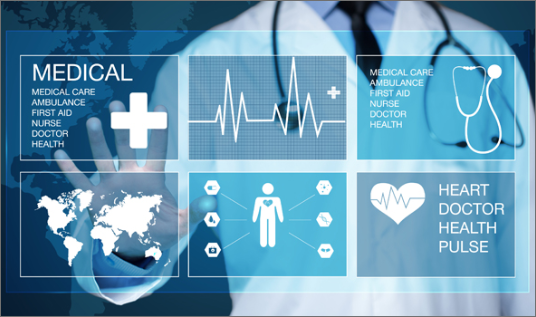 MEDICAL
MEDICAL CARE
AMBULANCE
FIRST AID
NURSE
DOCTOR
HEALTH
MEDICAL CARE
AMBULANCE
FIRST AID
NURSE
DOCTOR
HEALTH
HEART
DOCTOR
HEALTH
PULSE